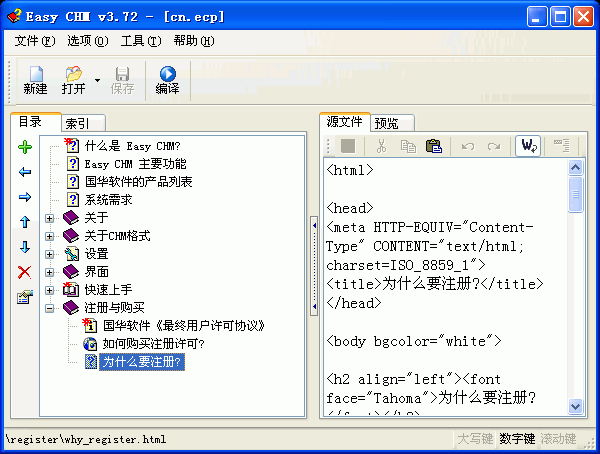 Easy CHM v3.72 - [cn.ecp]
文件(F) 选项(O) 工具(T) 帮助(H)
新建 打开 保存 编译
目录 索引
什么是 Easy CHM?
Easy CHM 主要功能
国华软件的产品列表
系统需求
关于
关于CHM格式
设置
界面
快速上手
注册与购买
国华软件《最终用户许可协议》
如何购买注册许可?
为什么要注册?
源文件 预览
W
<html>
<head>
<meta HTTP-EQUIV="Content-
Type" CONTENT="text/html;
charset=ISO_8859_1">
<title>为什么要注册?</title>
</head>
<body bgcolor="white">
<h2 align="left"><font
face="Tahoma">为什么要注册?
</font></h2>
\register\why_register.html
大写键 数字键 滚动键